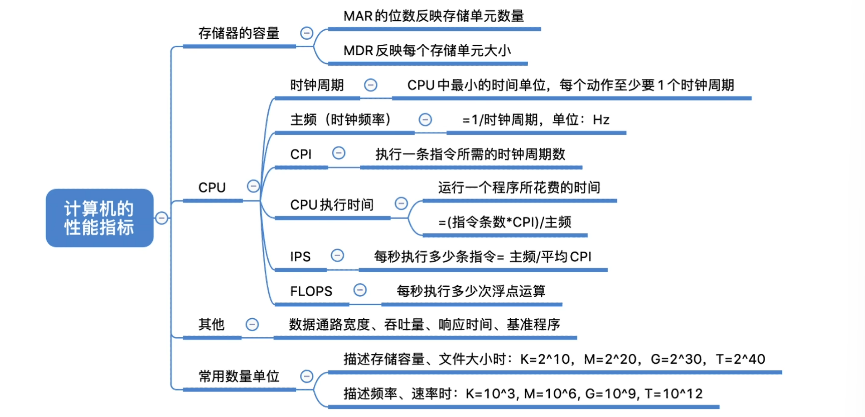 计算机的
性能指标
存储器的容量
MAR的位数反映存储单元数量
MDR反映每个存储单元大小
CPU
时钟周期
CPU中最小的时间单位，每个动作至少要1个时钟周期
主频（时钟频率）
=1/时钟周期，单位：Hz
CPI
执行一条指令所需的时钟周期数
CPU执行时间
运行一个程序所花费的时间
=(指令条数*CPI)/主频
IPS
每秒执行多少条指令= 主频/平均CPI
FLOPS
每秒执行多少次浮点运算
其他
数据通路宽度、吞吐量、响应时间、基准程序
常用数量单位
描述存储容量、文件大小时：K=2^10，M=2^20，G=2^30，T=2^40
描述频率、速率时：K=10^3, M=10^6, G=10^9, T=10^12